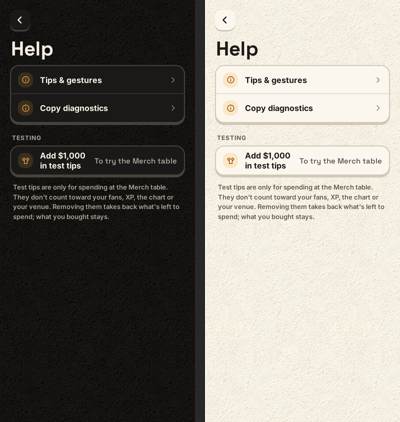 Help
Tips & gestures
Copy diagnostics
TESTING
Add $1,000
in test tips
To try the Merch table
Test tips are only for spending at the Merch table.
They don't count toward your fans, XP, the chart or
your venue. Removing them takes back what's left to
spend; what you bought stays.
Help
Tips & gestures
Copy diagnostics
TESTING
Add $1,000
in test tips
To try the Merch table
Test tips are only for spending at the Merch table.
They don't count toward your fans, XP, the chart or
your venue. Removing them takes back what's left to
spend; what you bought stays.